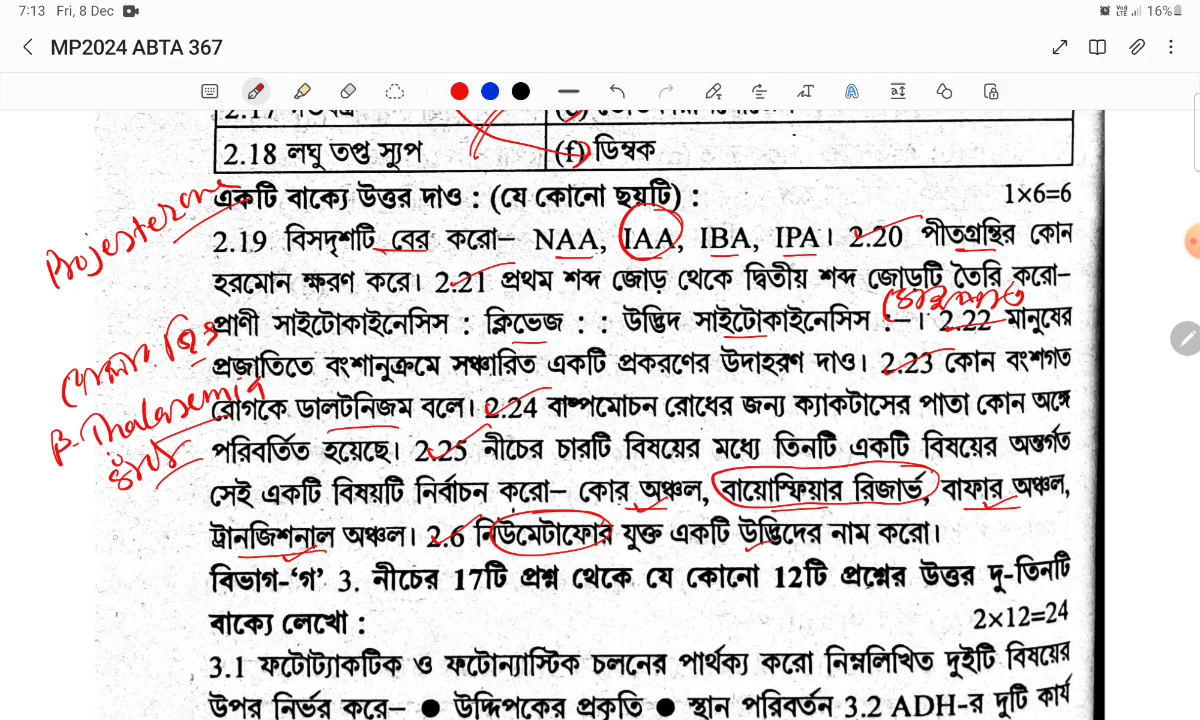 7:13 Fri, 8 Dec 16%
MP2024 ABTA 367
2.18 লঘু তপ্ত স্যুপ (f) ডিম্বক
একটি বাক্যে উত্তর দাও : (যে কোনো ছয়টি) : 1×6=6
Projesterone
2.19 বিসদৃশটি বের করো– NAA, IAA, IBA, IPA। 2.20 পীতগ্রন্থির কোন
হরমোন ক্ষরণ করে। 2.21 প্রথম শব্দ জোড় থেকে দ্বিতীয় শব্দ জোড়টি তৈরি করো–
প্রাণী সাইটোকাইনেসিস : ক্লিভেজ : : উদ্ভিদ সাইটোকাইনেসিস :–। 2.22 মানুষের
প্রজাতিতে বংশানুক্রমে সঞ্চারিত একটি প্রকরণের উদাহরণ দাও। 2.23 কোন বংশগত
β-Thalasemia
রোগকে ডালটনিজম বলে। 2.24 বাষ্পমোচন রোধের জন্য ক্যাকটাসের পাতা কোন অঙ্গে
পরিবর্তিত হয়েছে। 2.25 নীচের চারটি বিষয়ের মধ্যে তিনটি একটি বিষয়ের অন্তর্গত
সেই একটি বিষয়টি নির্বাচন করো– কোর অঞ্চল, বায়োস্ফিয়ার রিজার্ভ, বাফার অঞ্চল,
ট্রানজিশনাল অঞ্চল। 2.6 নিউমেটাফোর যুক্ত একটি উদ্ভিদের নাম করো।
বিভাগ-‘গ’ 3. নীচের 17টি প্রশ্ন থেকে যে কোনো 12টি প্রশ্নের উত্তর দু-তিনটি
বাক্যে লেখো : 2×12=24
3.1 ফটোট্যাকটিক ও ফটোন্যাস্টিক চলনের পার্থক্য করো নিম্নলিখিত দুইটি বিষয়ের
উপর নির্ভর করে– ● উদ্দিপকের প্রকৃতি ● স্থান পরিবর্তন 3.2 ADH-র দুটি কার্য